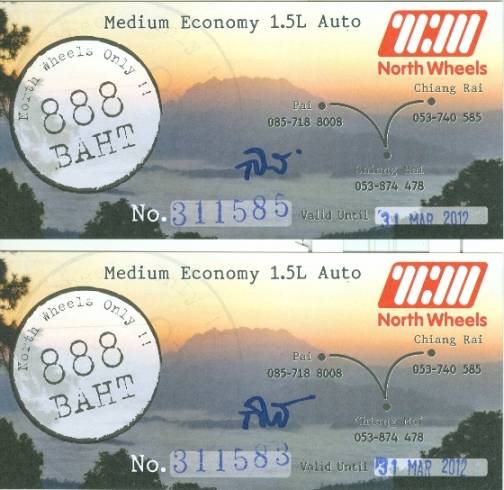 Medium Economy 1.5L Auto
North Wheels
North Wheels Only !!
888
BAHT
Chiang Rai
053-740 585
Pai
085-718 8008
Chiang Mai
053-874 478
No. 311585
Valid Until 31 MAR 2012
Medium Economy 1.5L Auto
North Wheels
North Wheels Only !!
888
BAHT
Chiang Rai
053-740 585
Pai
085-718 8008
Chiang Mai
053-874 478
No. 311583
Valid Until 31 MAR 2012